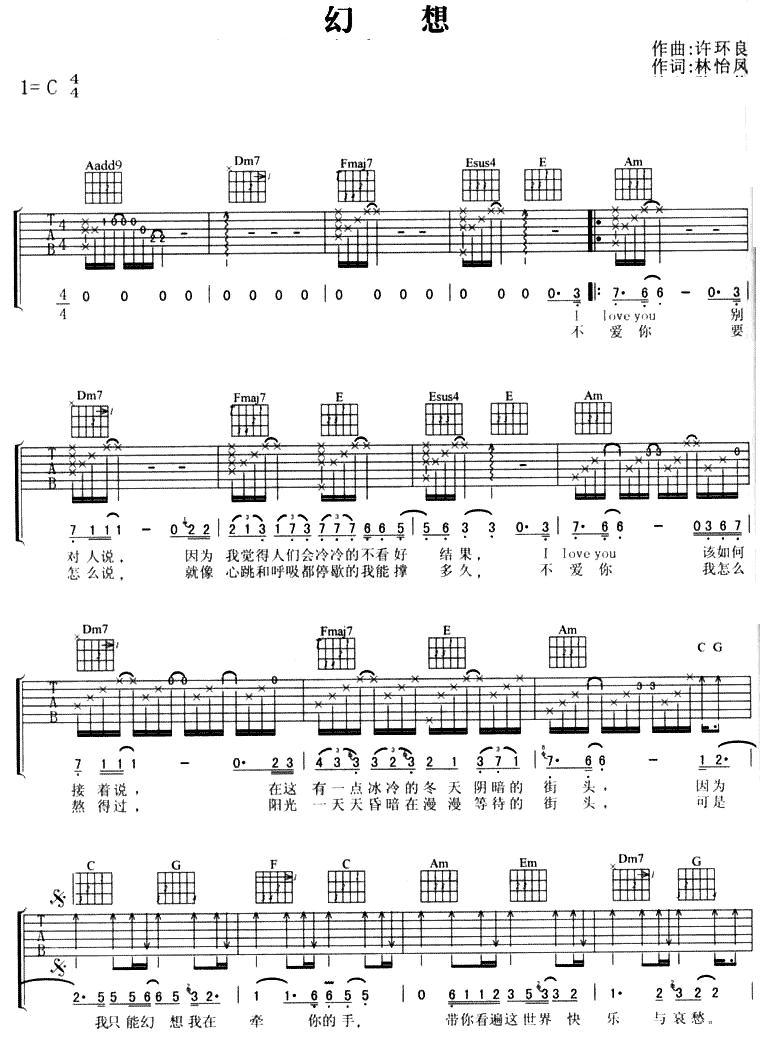 幻 想
作曲:许环良
作词:林怡凤
1= C 4/4
Aadd9 Dm7 Fmaj7 Esus4 E Am
T A B 4/4
4/4 0 0 0 0 | 0 0 0 0 | 0 0 0 0 | 0 0 0 0· 3 |: 7· 6 6 - 0· 3
I love you 别
不 爱 你 要
Dm7 Fmaj7 E Esus4 E Am
T A B
7 1 1 1 - 0 2 2 | 2 1 3 1 7 3 7 7 7 6 6 5 | 5 6 3 3 0· 3 | 7· 6 6 - 0 3 6 7
对 人 说, 因为 我觉得人们会冷冷的不看好 结果, I love you 该如何
怎 么 说, 就像 心跳和呼吸都停歇的我能撑 多久, 不 爱 你 我怎么
Dm7 Fmaj7 E Am C G
T A B
7 1 1 1 - 0· 2 3 | 4 3 3 3 2 3 2 1 3 7 1 | 7· 6 6 - 1 2·
接 着 说, 在这 有一点冰冷的冬 天 阴暗的 街 头, 因为
熬 得 过, 阳光 一天天昏暗在漫漫 等待的 街 头, 可是
C G F C Am Em Dm7 G
T A B
2· 5 5 5 6 6 5 3 2· | 1 1· 6 6 5 5 | 0 6 1 1 2 3 5 3 3 2 | 1· 2 3 2 2
我只能幻 想我在 牵 你的手, 带你看遍这世界 快 乐 与哀愁。